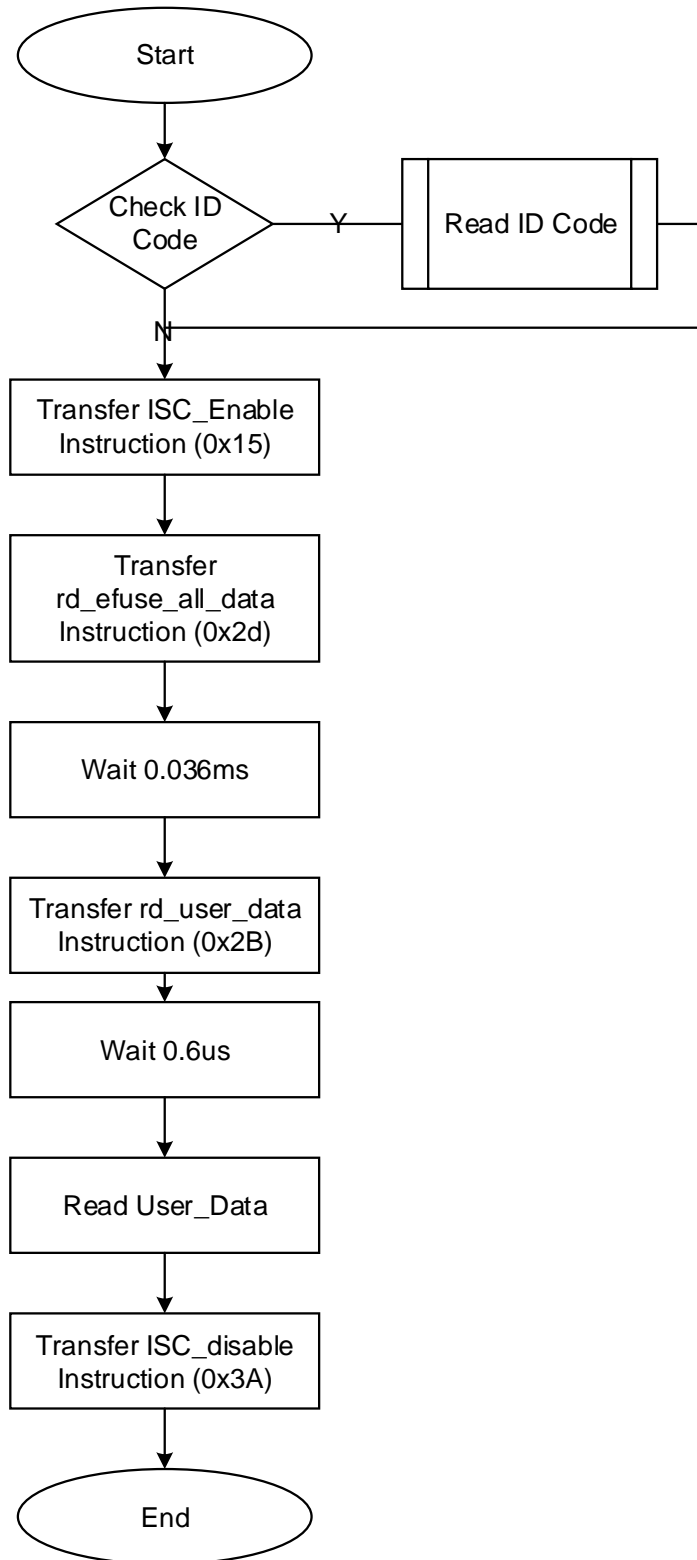 Start
Check ID
Code
Y
Read ID Code
N
Transfer ISC_Enable
Instruction (0x15)
Transfer
rd_efuse_all_data
Instruction (0x2d)
Wait 0.036ms
Transfer rd_user_data
Instruction (0x2B)
Wait 0.6us
Read User_Data
Transfer ISC_disable
Instruction (0x3A)
End